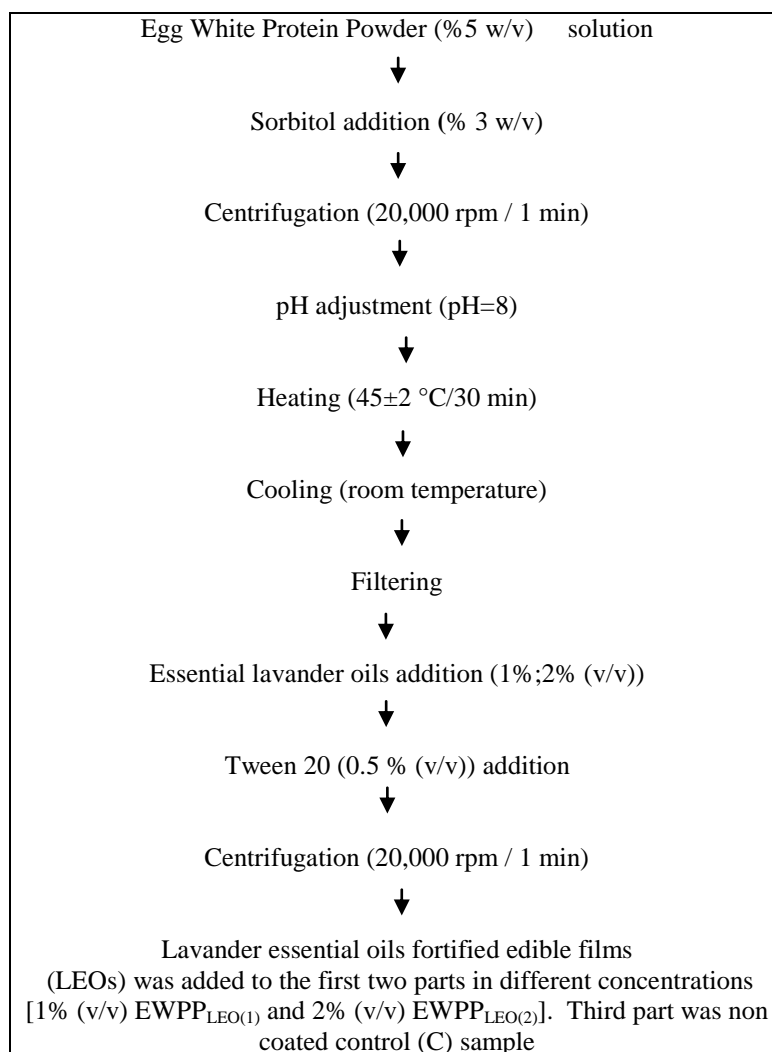 Egg White Protein Powder (%5 w/v) solution
Sorbitol addition (% 3 w/v)
Centrifugation (20,000 rpm / 1 min)
pH adjustment (pH=8)
Heating (45±2 °C/30 min)
Cooling (room temperature)
Filtering
Essential lavander oils addition (1%;2% (v/v))
Tween 20 (0.5 % (v/v)) addition
Centrifugation (20,000 rpm / 1 min)
Lavander essential oils fortified edible films
(LEOs) was added to the first two parts in different concentrations
[1% (v/v) EWPPLEO(1) and 2% (v/v) EWPPLEO(2)]. Third part was non
coated control (C) sample